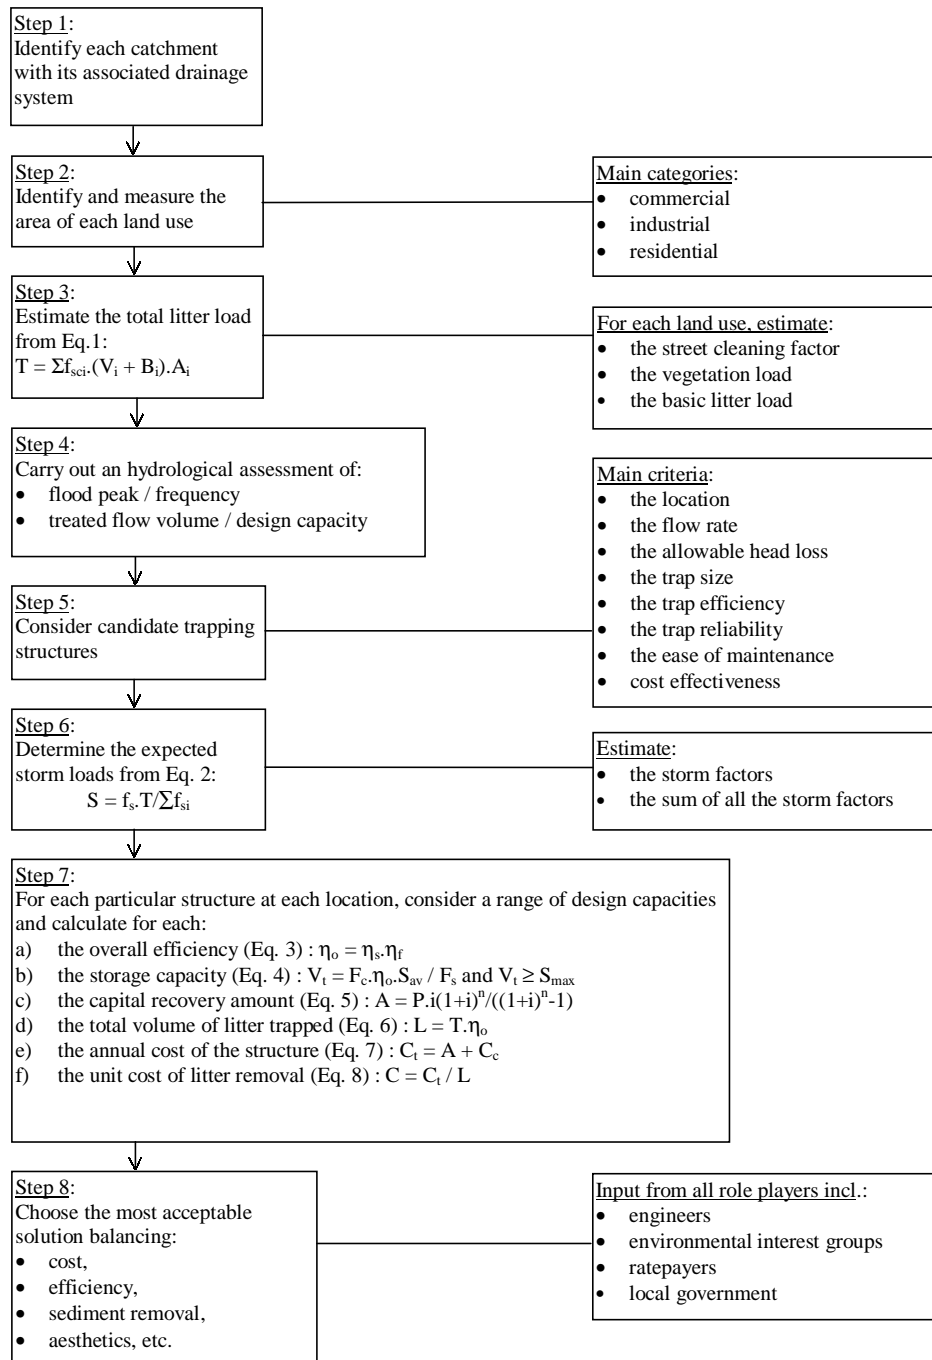 Step 1:
Identify each catchment
with its associated drainage
system
Step 2:
Identify and measure the
area of each land use
Main categories:
• commercial
• industrial
• residential
Step 3:
Estimate the total litter load
from Eq.1:
T = Σf_sci.(V_i + B_i).A_i
For each land use, estimate:
• the street cleaning factor
• the vegetation load
• the basic litter load
Step 4:
Carry out an hydrological assessment of:
• flood peak / frequency
• treated flow volume / design capacity
Main criteria:
• the location
• the flow rate
• the allowable head loss
• the trap size
• the trap efficiency
• the trap reliability
• the ease of maintenance
• cost effectiveness
Step 5:
Consider candidate trapping
structures
Step 6:
Determine the expected
storm loads from Eq. 2:
S = f_s.T/∑f_si
Estimate:
• the storm factors
• the sum of all the storm factors
Step 7:
For each particular structure at each location, consider a range of design capacities
and calculate for each:
a) the overall efficiency (Eq. 3) : η_o = η_s.η_f
b) the storage capacity (Eq. 4) : V_t = F_c.η_o.S_av / F_s and V_t ≥ S_max
c) the capital recovery amount (Eq. 5) : A = P.i(1+i)^n/((1+i)^n-1)
d) the total volume of litter trapped (Eq. 6) : L = T.η_o
e) the annual cost of the structure (Eq. 7) : C_t = A + C_c
f) the unit cost of litter removal (Eq. 8) : C = C_t / L
Step 8:
Choose the most acceptable
solution balancing:
• cost,
• efficiency,
• sediment removal,
• aesthetics, etc.
Input from all role players incl.:
• engineers
• environmental interest groups
• ratepayers
• local government